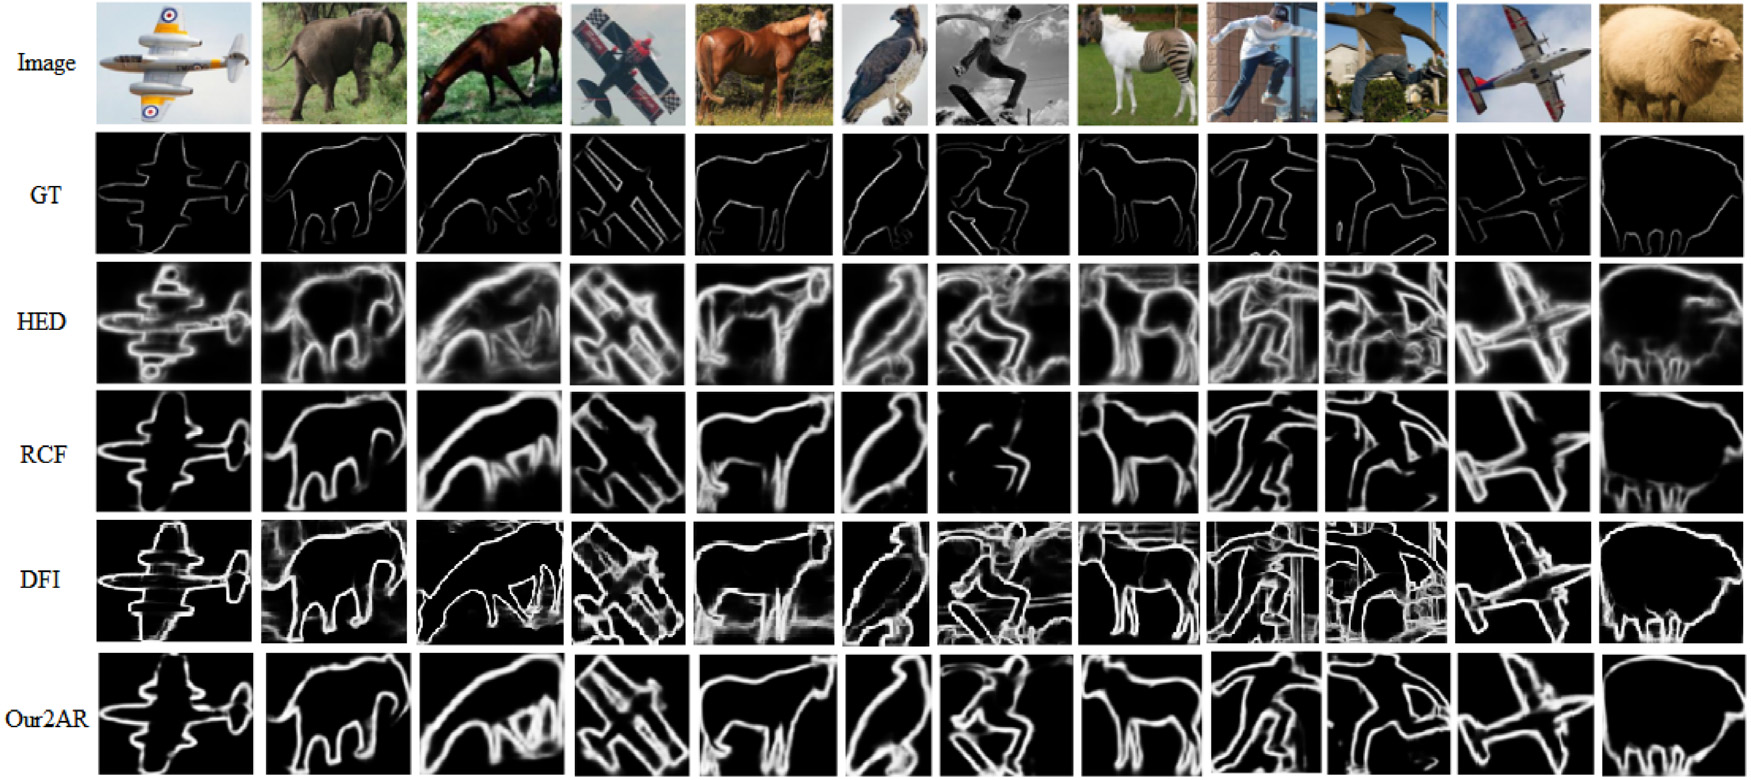 Image
GT
HED
RCF
DFI
Our2AR